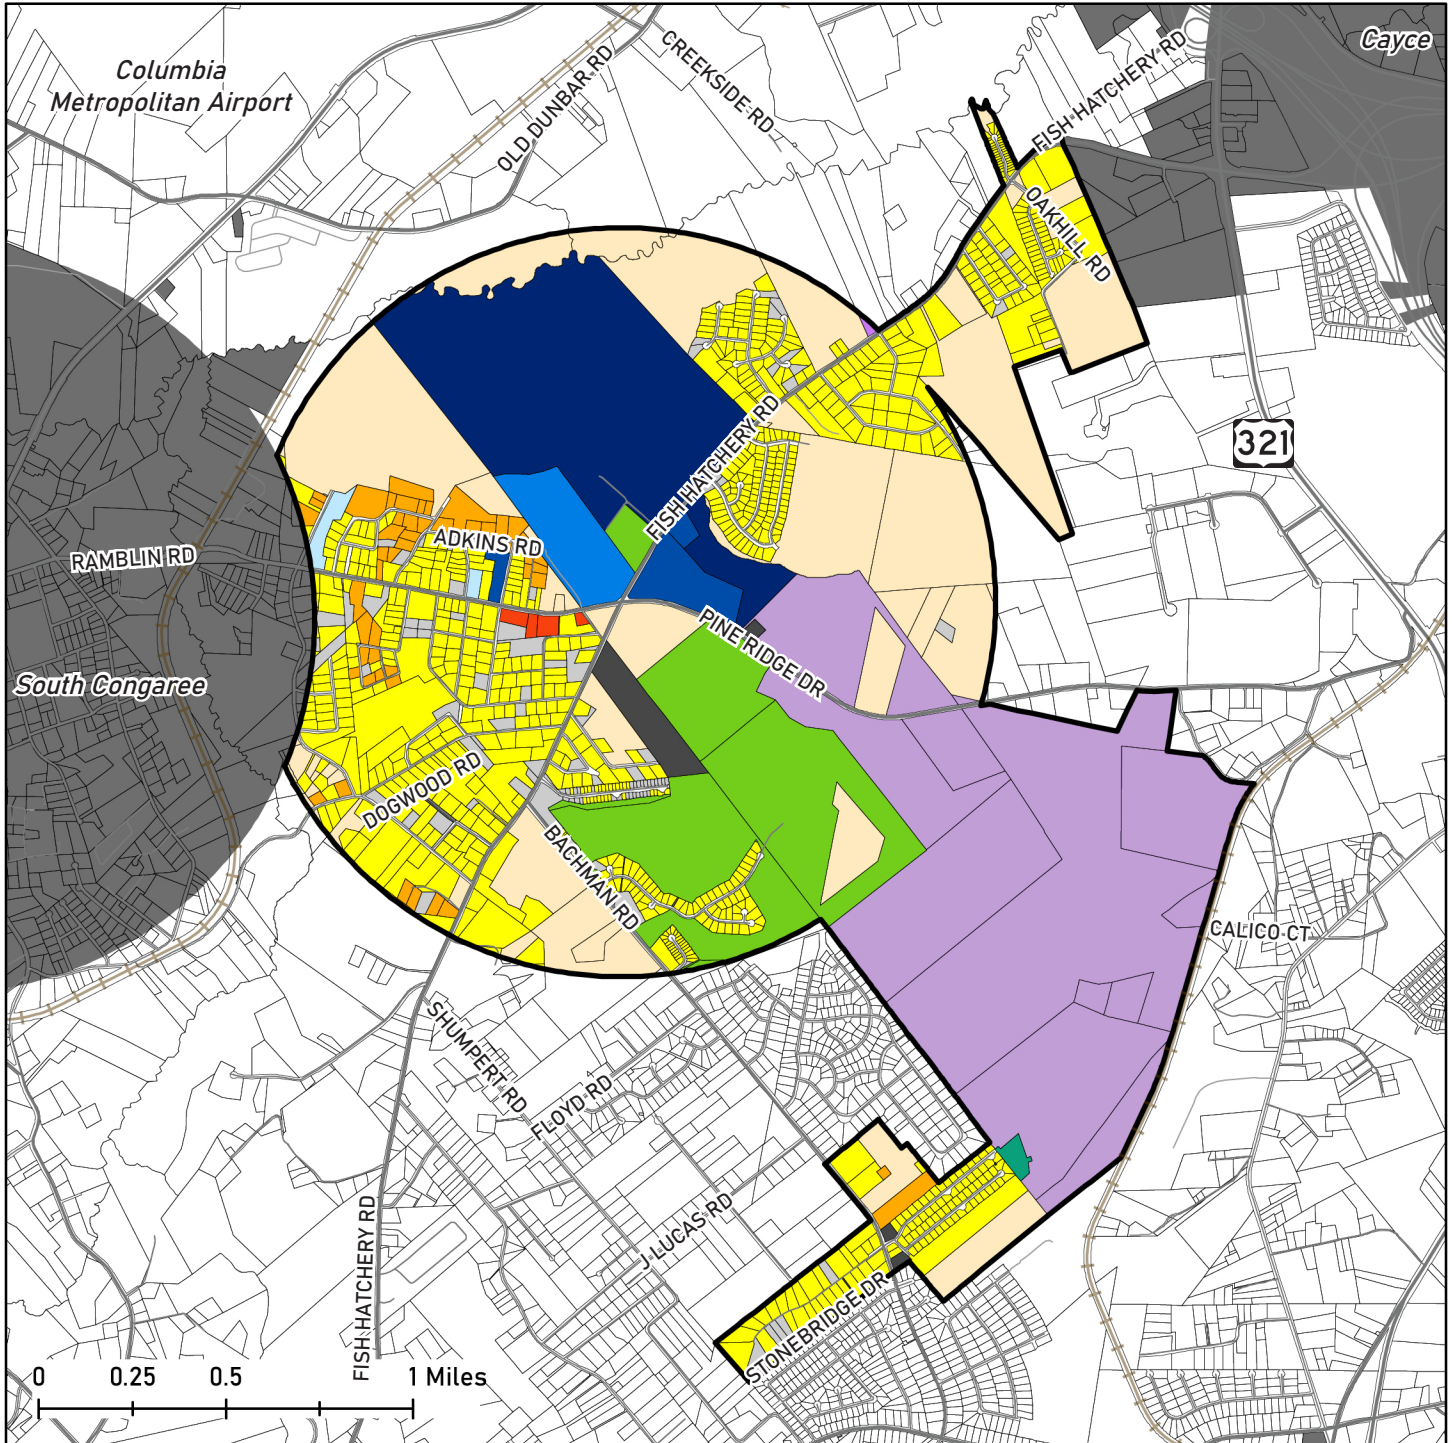 Cayce
Columbia
Metropolitan Airport
CREEKSIDE RD
FISH HATCHERY RD
OLD DUNBAR RD
OAKHILL RD
321
FISH HATCHERY RD
RAMBLIN RD
ADKINS RD
PINE RIDGE DR
South Congaree
DOGWOOD RD
BACHMAN RD
CALICO CT
SHUMPERT RD
FLOYD RD
J LUCAS RD
FISH HATCHERY RD
STONEBRIDGE DR
0 0.25 0.5 1 Miles